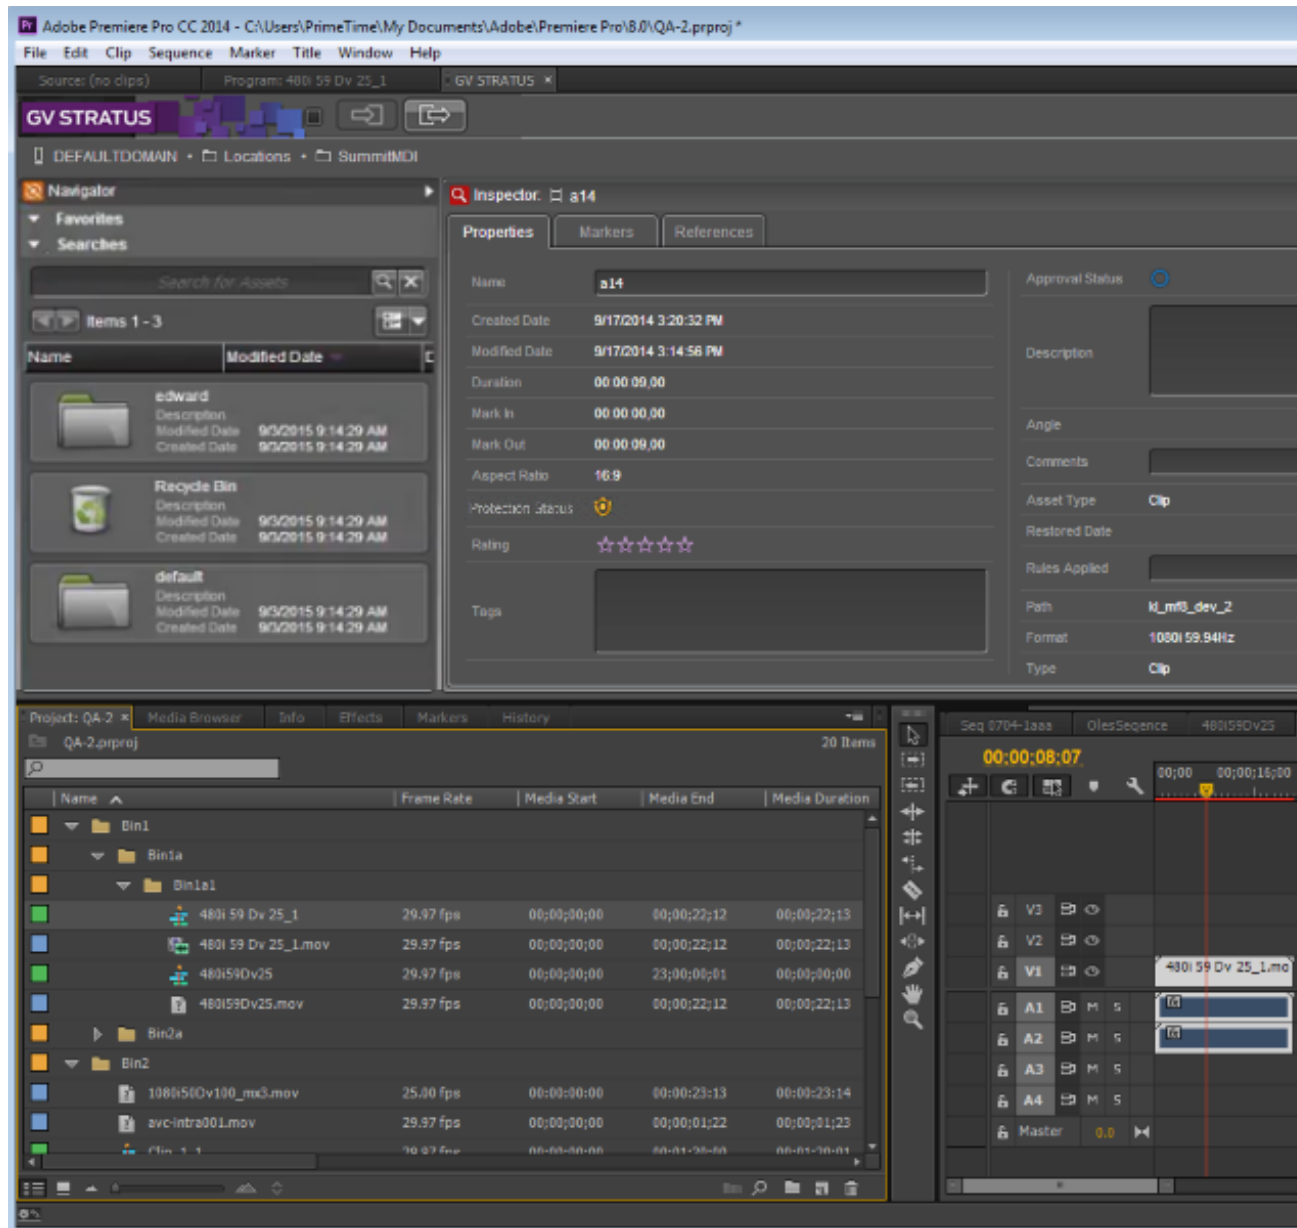 Adobe Premiere Pro CC 2014 - C:\Users\PrimeTime\My Documents\Adobe\Premiere Pro\8.0\QA-2.prproj *
File Edit Clip Sequence Marker Title Window Help
Source: (no clips) Program: 480i 59 Dv 25_1 GV STRATUS ×
GV STRATUS
DEFAULTDOMAIN • Locations • SummitMDI
Navigator
Favorites
Searches
Search for Assets
Items 1 - 3
Name Modified Date D
edward
Description
Modified Date 9/3/2015 9:14:29 AM
Created Date 9/3/2015 9:14:29 AM
Recycle Bin
Description
Modified Date 9/3/2015 9:14:29 AM
Created Date 9/3/2015 9:14:29 AM
default
Description
Modified Date 9/3/2015 9:14:29 AM
Created Date 9/3/2015 9:14:29 AM
Inspector: a14
Properties Markers References
Name a14
Created Date 9/17/2014 3:20:32 PM
Modified Date 9/17/2014 3:14:56 PM
Duration 00:00:09,00
Mark In 00:00:00,00
Mark Out 00:00:09,00
Aspect Ratio 16:9
Protection Status
Rating
Tags
Approval Status
Description
Angle
Comments
Asset Type Clip
Restored Date
Rules Applied
Path kl_mf8_dev_2
Format 1080i 59.94Hz
Type Clip
Project: QA-2 × Media Browser Info Effects Markers History
QA-2.prproj 20 Items
Name Frame Rate Media Start Media End Media Duration
Bin1
Bin1a
Bin1a1
480i 59 Dv 25_1 29.97 fps 00;00;00;00 00;00;22;12 00;00;22;13
480i 59 Dv 25_1.mov 29.97 fps 00;00;00;00 00;00;22;12 00;00;22;13
480i59Dv25 29.97 fps 00;00;00;00 23;00;00;01 00;00;00;00
480i59Dv25.mov 29.97 fps 00;00;00;00 00;00;22;12 00;00;22;13
Bin2a
Bin2
1080i50Dv100_mx3.mov 25.00 fps 00:00:00:00 00:00:23:13 00:00:23:14
avc-intra001.mov 29.97 fps 00;00;00;00 00;00;01;22 00;00;01;23
Clip_1_1 29.97 fps 00-00-00-00
Seq 0704-1aaa OlesSeqence 480i59Dv25
00;00;08;07
00;00 00;00;16;00
V3
V2
V1 480i 59 Dv 25_1.mo
A1 M S
A2 M S
A3 M S
A4 M S
Master 0.0